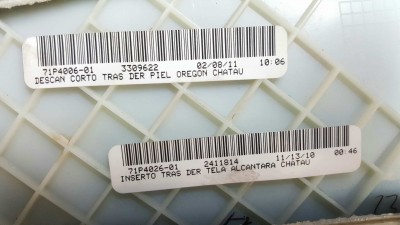 71P4006-01 3309622 02/08/11 10:06
DESCAN CORTO TRAS DER PIEL OREGON CHATAU
71P4026-01 2411814 11/13/10 00:46
INSERTO TRAS DER TELA ALCANTARA CHATAU